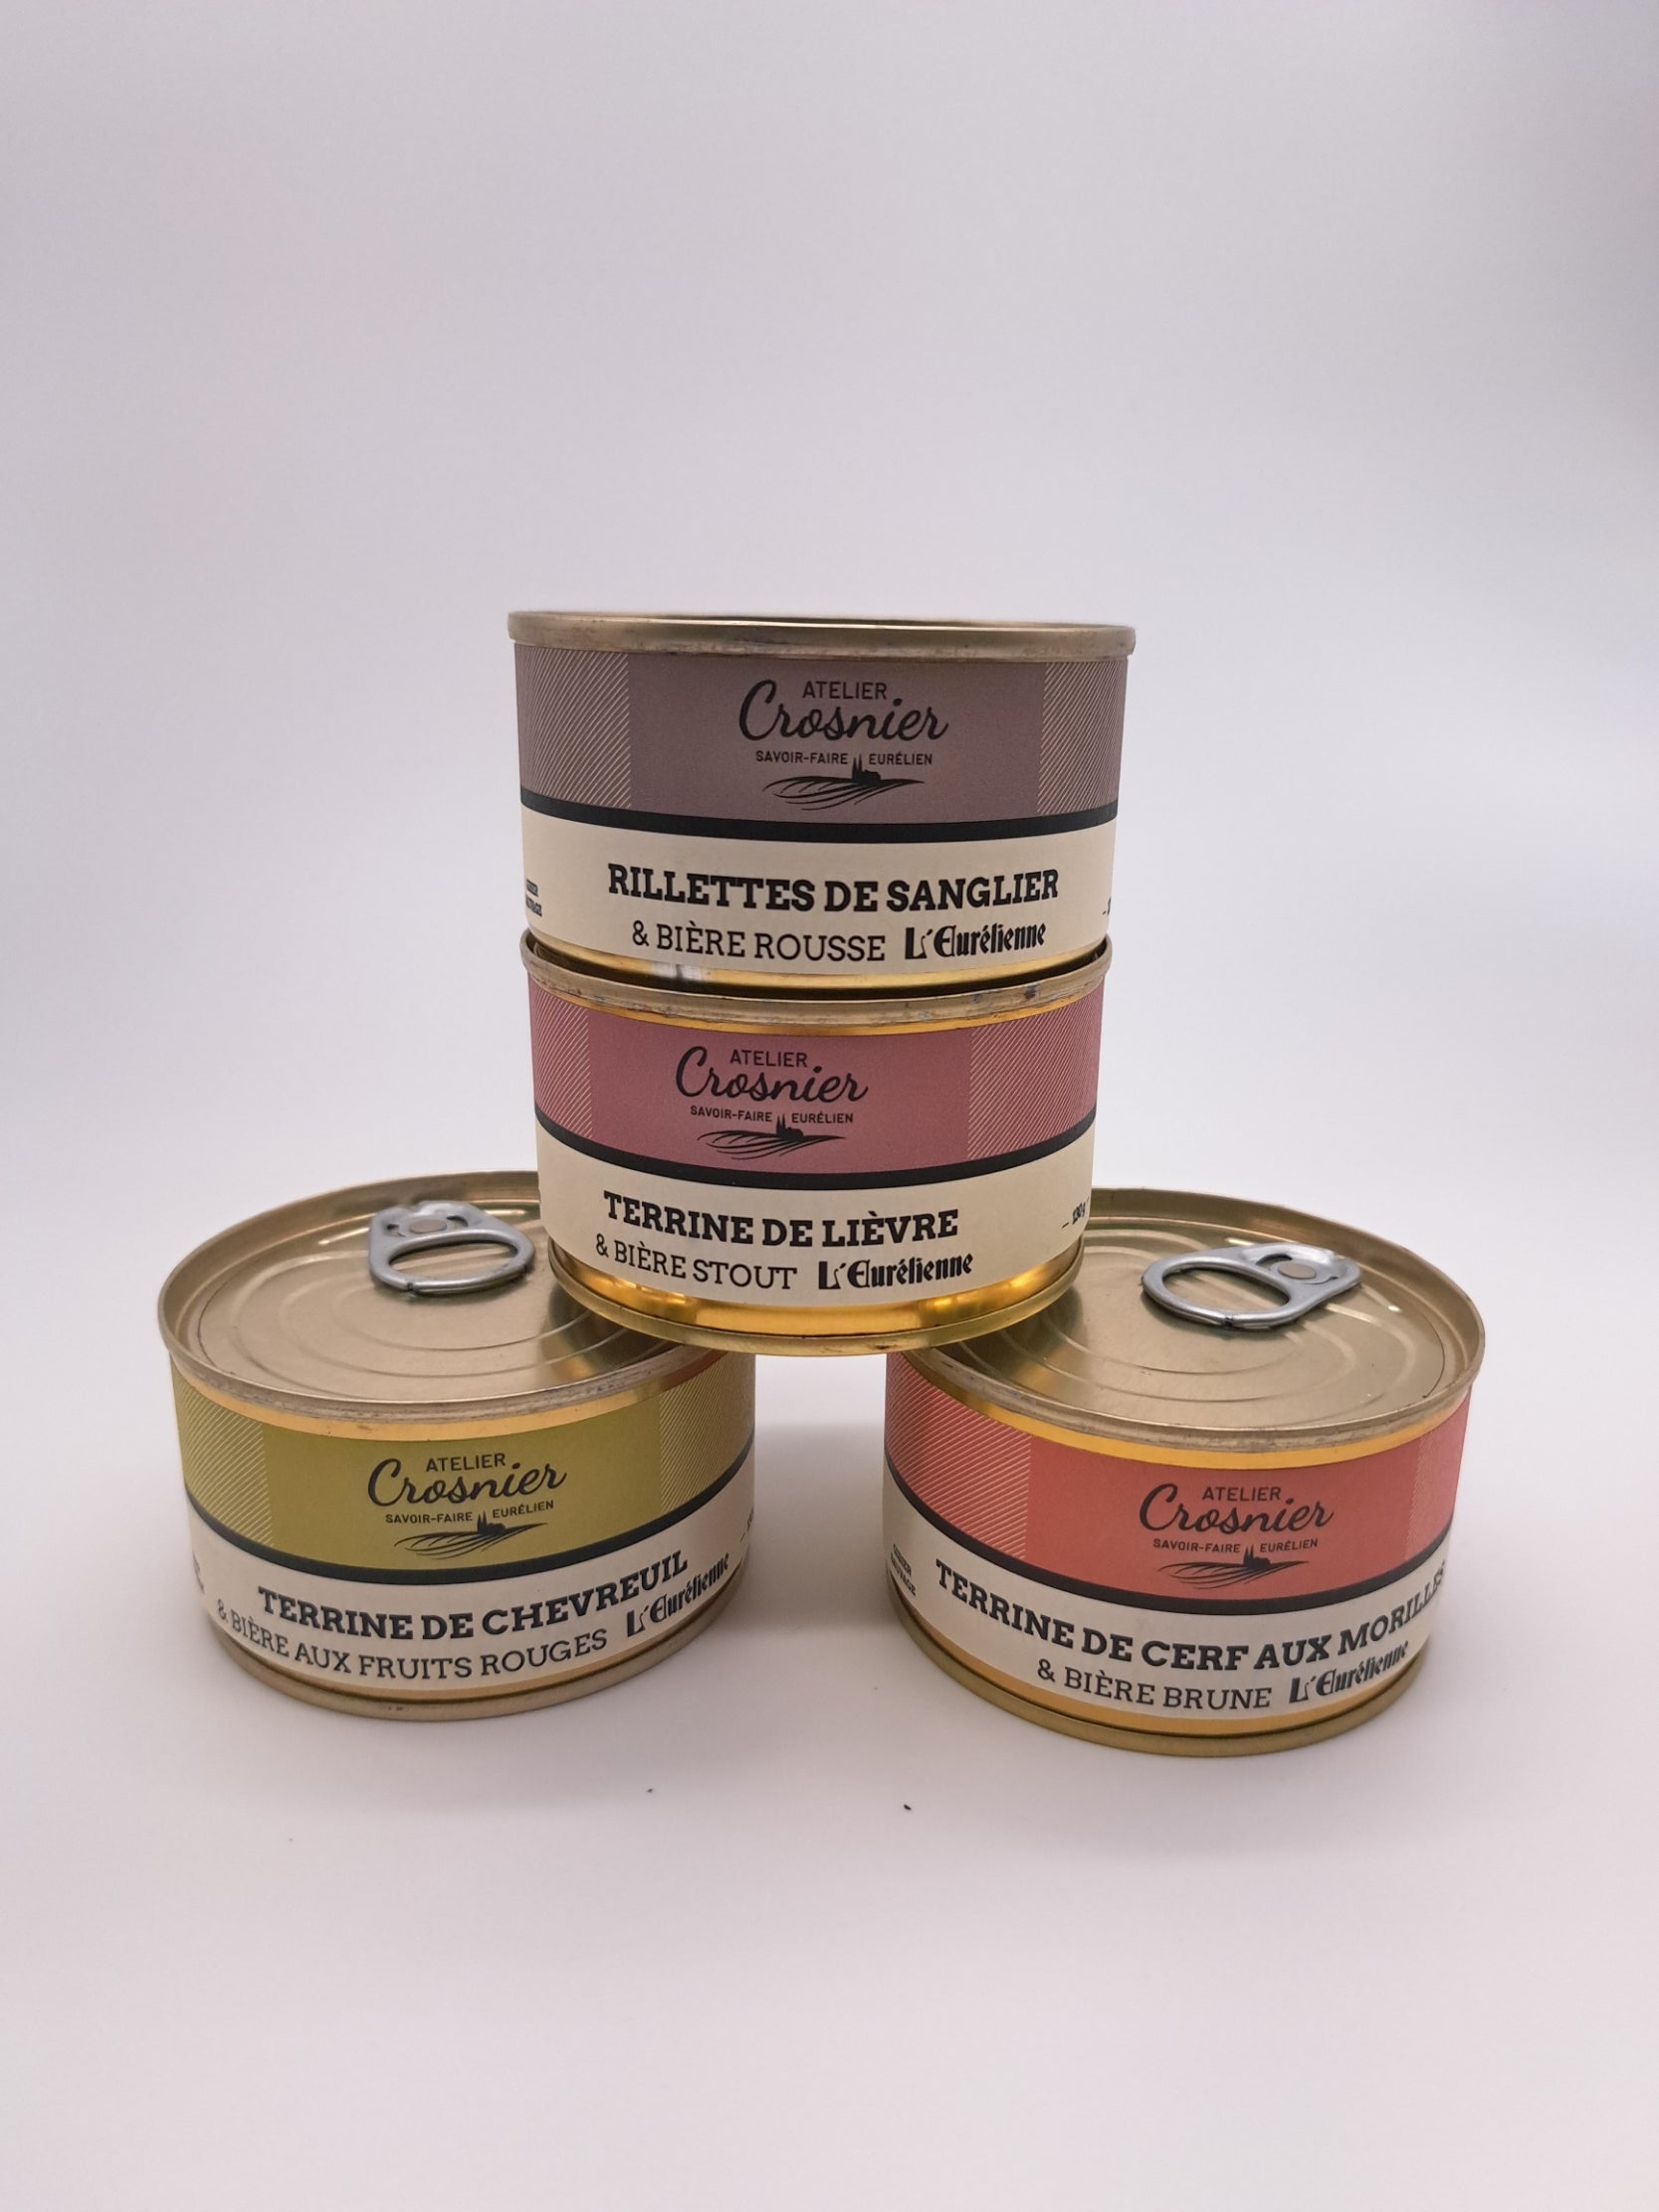 ATELIER
Crosnier
SAVOIR-FAIRE EURÉLIEN
RILLETTES DE SANGLIER
& BIÈRE ROUSSE L'Eurélienne
ATELIER
Crosnier
SAVOIR-FAIRE EURÉLIEN
TERRINE DE LIÈVRE
& BIÈRE STOUT L'Eurélienne
ATELIER
Crosnier
SAVOIR-FAIRE EURÉLIEN
TERRINE DE CHEVREUIL
& BIÈRE AUX FRUITS ROUGES L'Eurélienne
ATELIER
Crosnier
SAVOIR-FAIRE EURÉLIEN
TERRINE DE CERF AUX MORILLES
& BIÈRE BRUNE L'Eurélienne